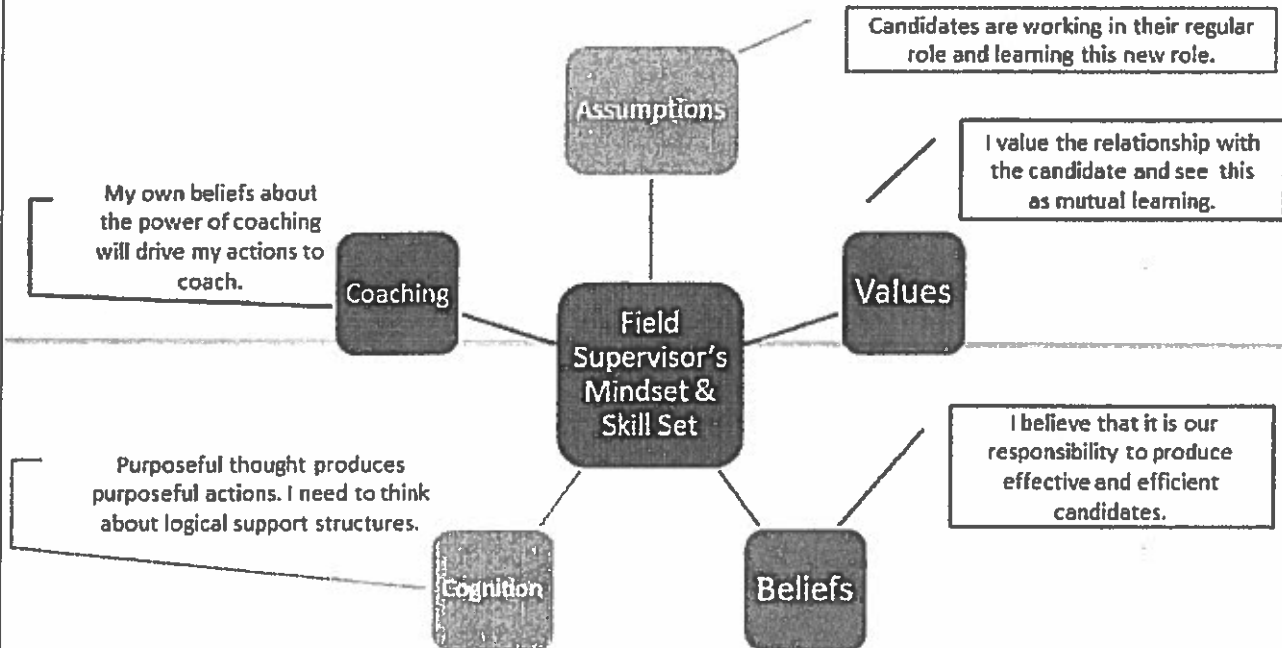 Candidates are working in their regular
role and learning this new role.
Assumptions
I value the relationship with
the candidate and see this
as mutual learning.
My own beliefs about
the power of coaching
will drive my actions to
coach.
Coaching
Values
Field
Supervisor's
Mindset &
Skill Set
I believe that it is our
responsibility to produce
effective and efficient
candidates.
Purposeful thought produces
purposeful actions. I need to think
about logical support structures.
Cognition
Beliefs